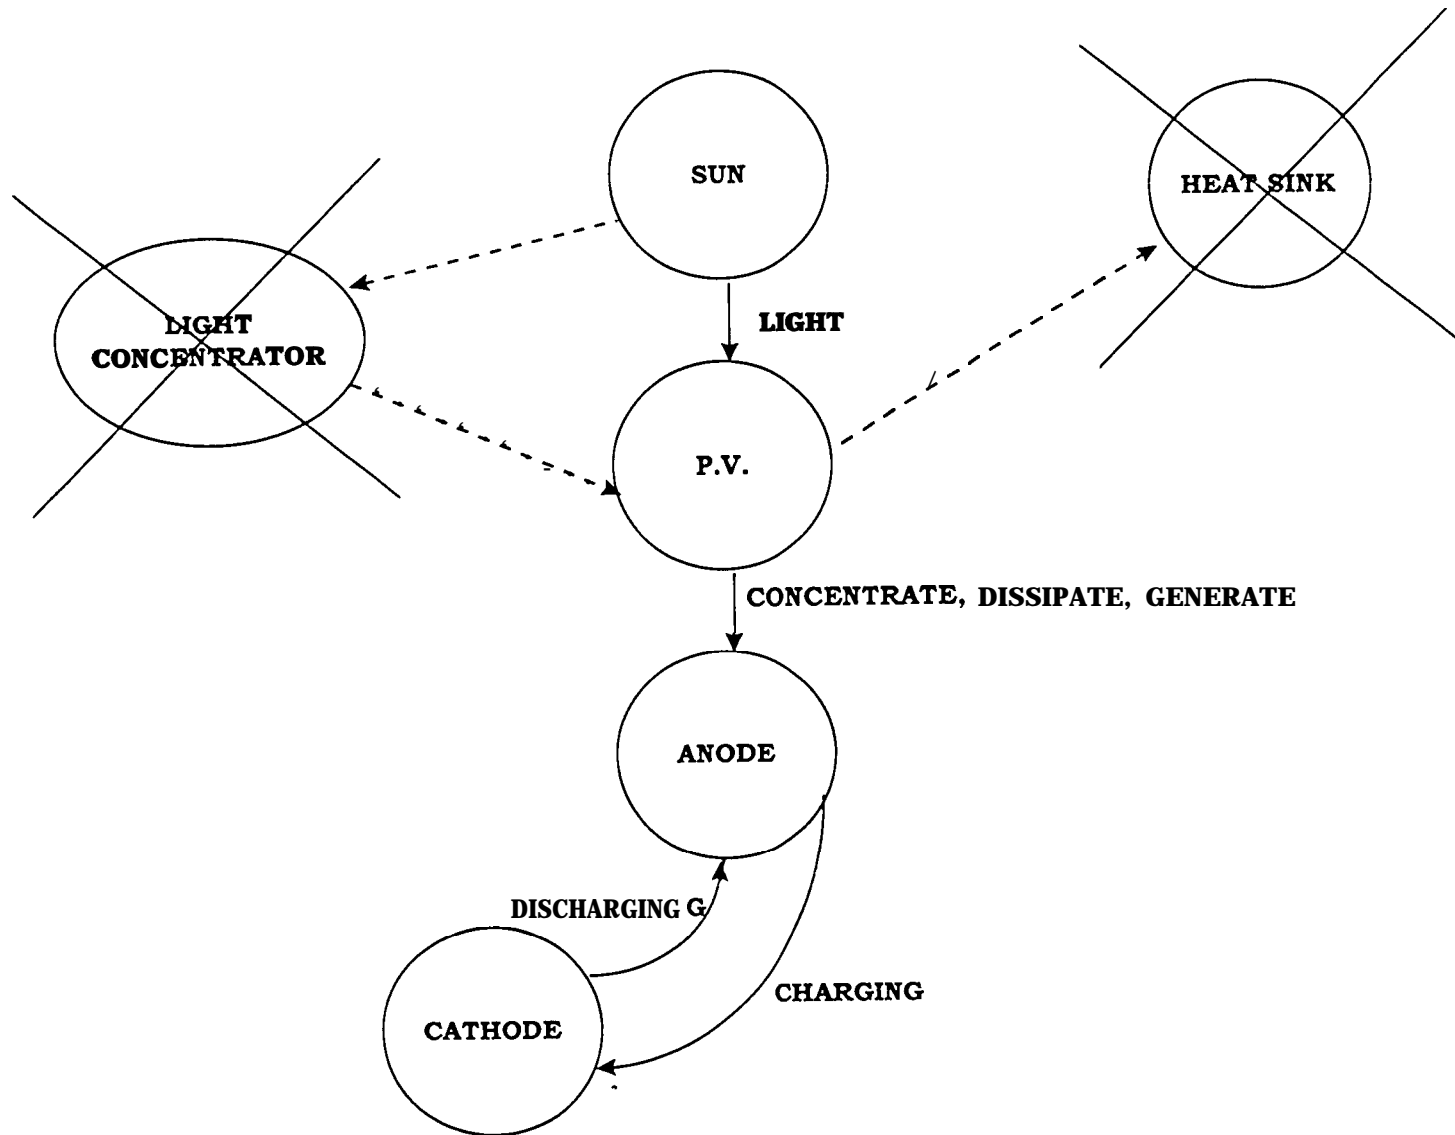 SUN
HEAT SINK
LIGHT
LIGHT
CONCENTRATOR
P.V.
CONCENTRATE, DISSIPATE, GENERATE
ANODE
DISCHARGING G
CHARGING
CATHODE